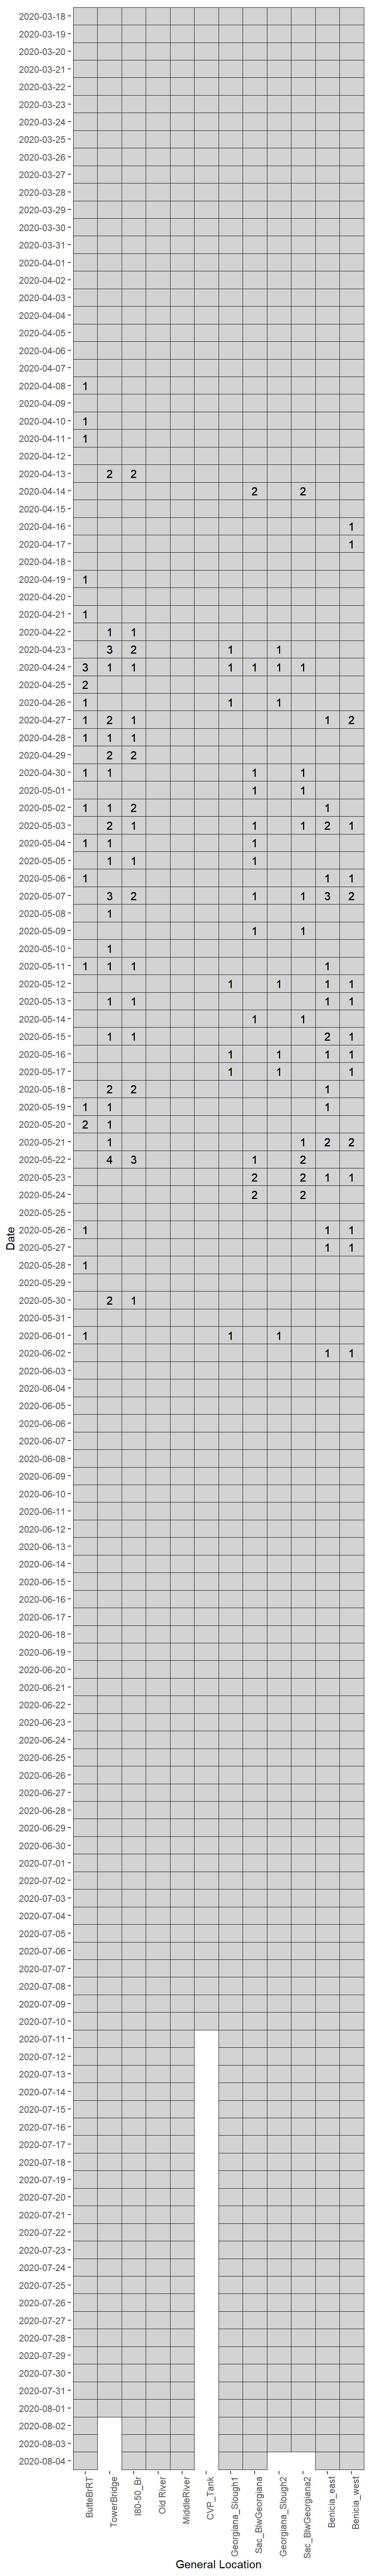 2020-03-18
2020-03-19
2020-03-20
2020-03-21
2020-03-22
2020-03-23
2020-03-24
2020-03-25
2020-03-26
2020-03-27
2020-03-28
2020-03-29
2020-03-30
2020-03-31
2020-04-01
2020-04-02
2020-04-03
2020-04-04
2020-04-05
2020-04-06
2020-04-07
2020-04-08 1
2020-04-09
2020-04-10 1
2020-04-11 1
2020-04-12
2020-04-13 2 2
2020-04-14 2 2
2020-04-15
2020-04-16 1
2020-04-17 1
2020-04-18
2020-04-19 1
2020-04-20
2020-04-21 1
2020-04-22 1 1
2020-04-23 3 2 1 1
2020-04-24 3 1 1 1 1 1 1
2020-04-25 2
2020-04-26 1 1 1
2020-04-27 1 2 1 1 2
2020-04-28 1 1 1
2020-04-29 2 2
2020-04-30 1 1 1 1
2020-05-01 1 1
2020-05-02 1 1 2 1
2020-05-03 2 1 1 1 2 1
2020-05-04 1 1 1
2020-05-05 1 1 1
2020-05-06 1 1 1
2020-05-07 3 2 1 1 3 2
2020-05-08 1
2020-05-09 1 1
2020-05-10 1
2020-05-11 1 1 1 1
2020-05-12 1 1 1 1
2020-05-13 1 1 1 1
2020-05-14 1 1
2020-05-15 1 1 2 1
2020-05-16 1 1 1 1
2020-05-17 1 1 1
2020-05-18 2 2 1
2020-05-19 1 1 1
2020-05-20 2 1
2020-05-21 1 1 2 2
2020-05-22 4 3 1 2
2020-05-23 2 2 1 1
2020-05-24 2 2
2020-05-25
2020-05-26 1 1 1
2020-05-27 1 1
2020-05-28 1
2020-05-29
2020-05-30 2 1
2020-05-31
2020-06-01 1 1 1
2020-06-02 1 1
2020-06-03
2020-06-04
2020-06-05
2020-06-06
2020-06-07
2020-06-08
2020-06-09
2020-06-10
2020-06-11
2020-06-12
2020-06-13
2020-06-14
2020-06-15
2020-06-16
2020-06-17
2020-06-18
2020-06-19
2020-06-20
2020-06-21
2020-06-22
2020-06-23
2020-06-24
2020-06-25
2020-06-26
2020-06-27
2020-06-28
2020-06-29
2020-06-30
2020-07-01
2020-07-02
2020-07-03
2020-07-04
2020-07-05
2020-07-06
2020-07-07
2020-07-08
2020-07-09
2020-07-10
2020-07-11
2020-07-12
2020-07-13
2020-07-14
2020-07-15
2020-07-16
2020-07-17
2020-07-18
2020-07-19
2020-07-20
2020-07-21
2020-07-22
2020-07-23
2020-07-24
2020-07-25
2020-07-26
2020-07-27
2020-07-28
2020-07-29
2020-07-30
2020-07-31
2020-08-01
2020-08-02
2020-08-03
2020-08-04
Date
ButteBrRT
TowerBridge
I80-50_Br
Old River
MiddleRiver
CVP_Tank
Georgiana_Slough1
Sac_BlwGeorgiana
Georgiana_Slough2
Sac_BlwGeorgiana2
Benicia_east
Benicia_west
General Location